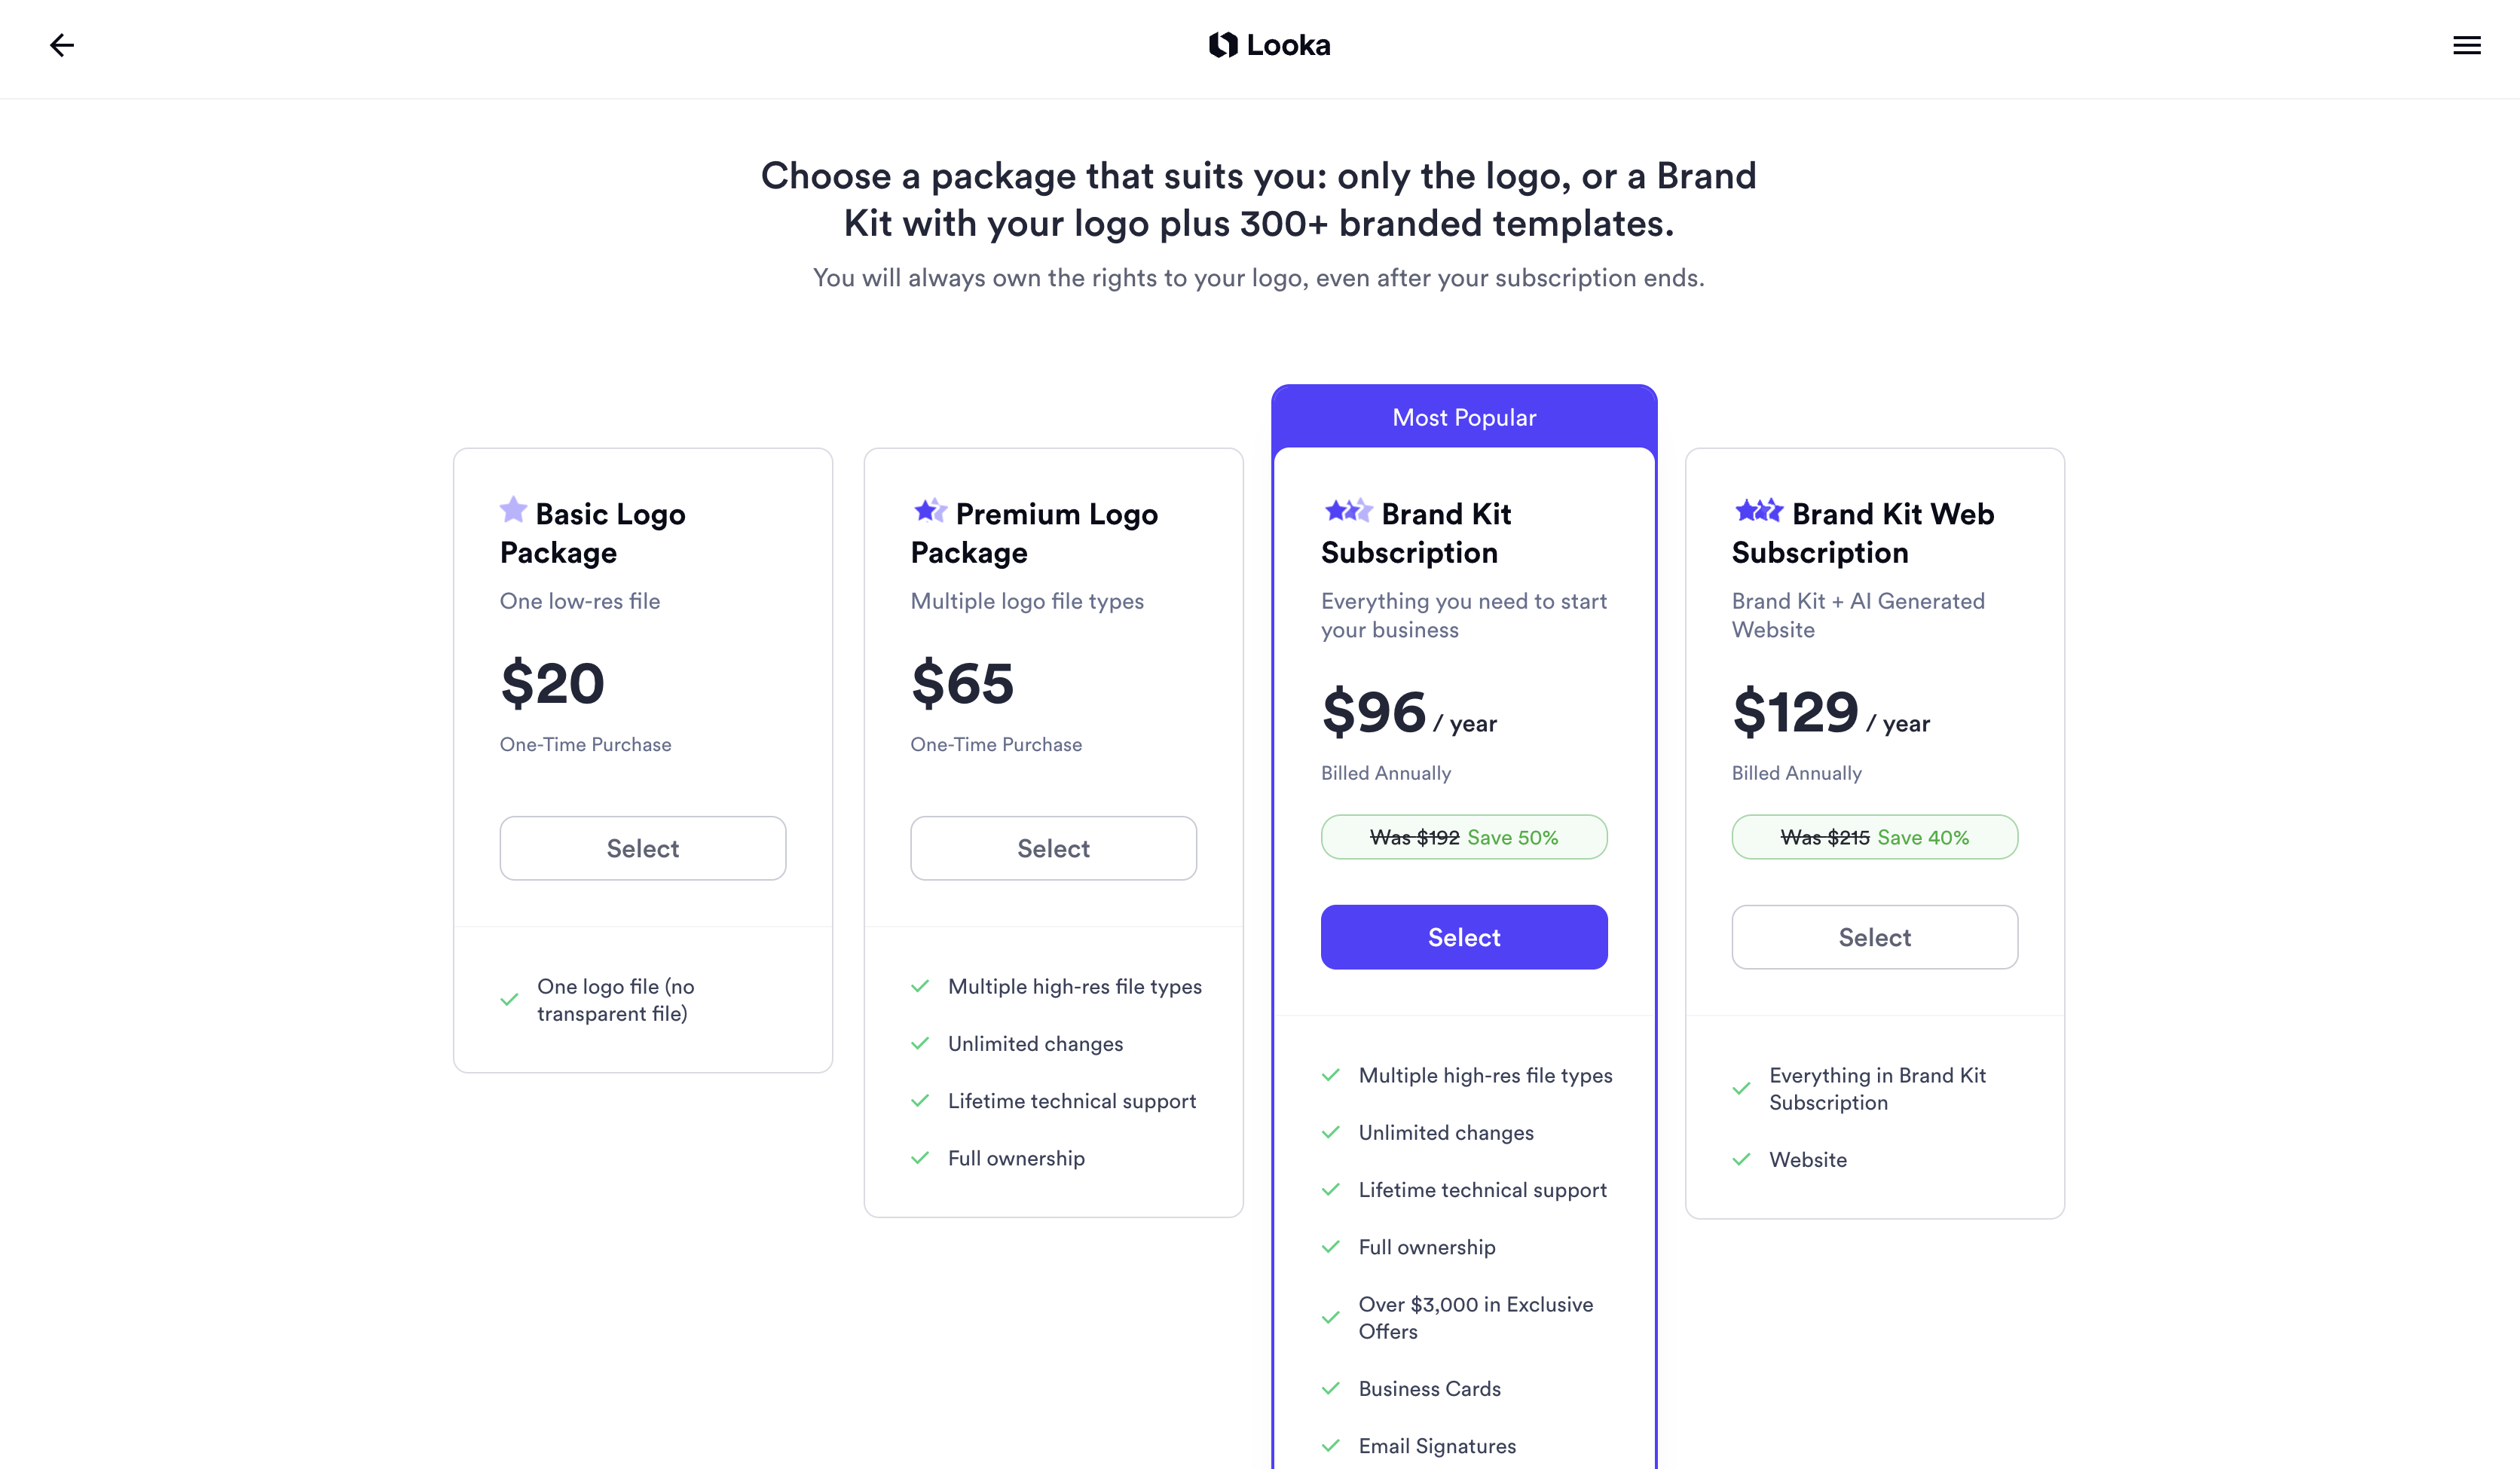 Looka
Choose a package that suits you: only the logo, or a Brand
Kit with your logo plus 300+ branded templates.
You will always own the rights to your logo, even after your subscription ends.
Basic Logo
Package
One low-res file
$20
One-Time Purchase
Select
One logo file (no
transparent file)
Premium Logo
Package
Multiple logo file types
$65
One-Time Purchase
Select
Multiple high-res file types
Unlimited changes
Lifetime technical support
Full ownership
Most Popular
Brand Kit
Subscription
Everything you need to start
your business
$96 / year
Billed Annually
Was $192 Save 50%
Select
Multiple high-res file types
Unlimited changes
Lifetime technical support
Full ownership
Over $3,000 in Exclusive
Offers
Business Cards
Email Signatures
Brand Kit Web
Subscription
Brand Kit + AI Generated
Website
$129 / year
Billed Annually
Was $215 Save 40%
Select
Everything in Brand Kit
Subscription
Website